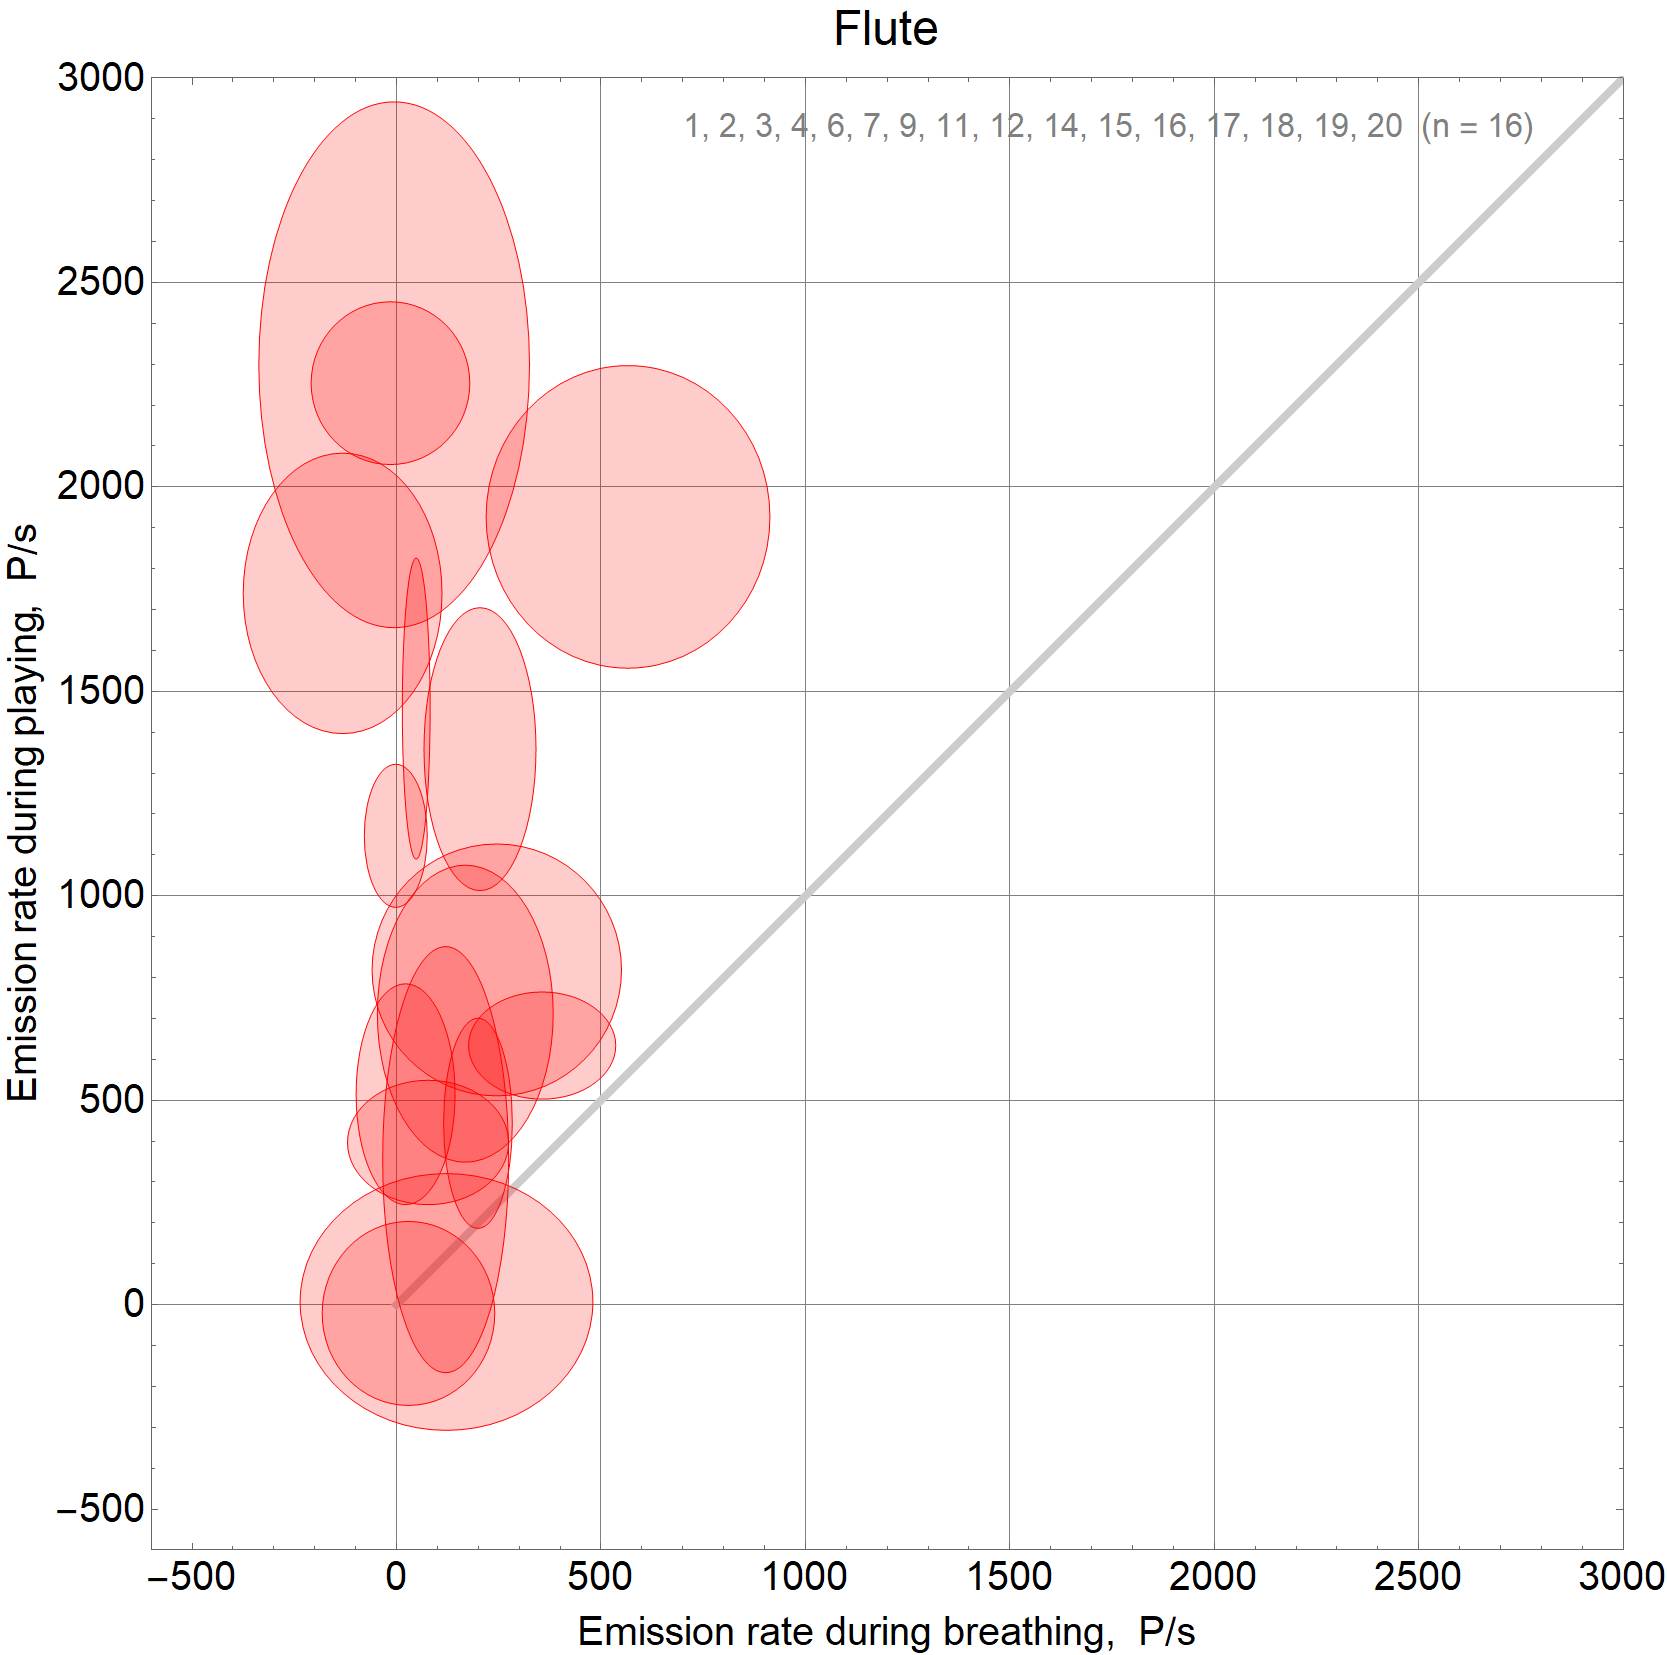 Flute
1, 2, 3, 4, 6, 7, 9, 11, 12, 14, 15, 16, 17, 18, 19, 20 (n = 16)
Emission rate during playing, P/s
3000
2500
2000
1500
1000
500
0
−500
−500 0 500 1000 1500 2000 2500 3000
Emission rate during breathing, P/s